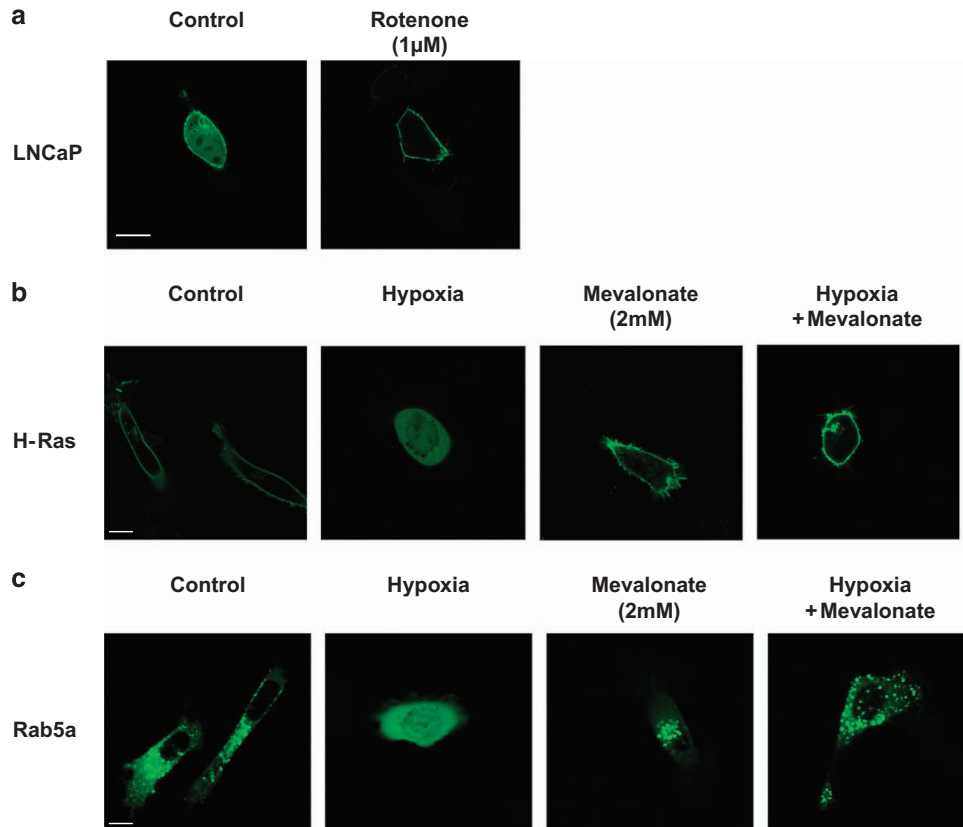 a
Control
Rotenone
(1µM)
LNCaP
b
Control
Hypoxia
Mevalonate
(2mM)
Hypoxia
+Mevalonate
H-Ras
c
Control
Hypoxia
Mevalonate
(2mM)
Hypoxia
+Mevalonate
Rab5a